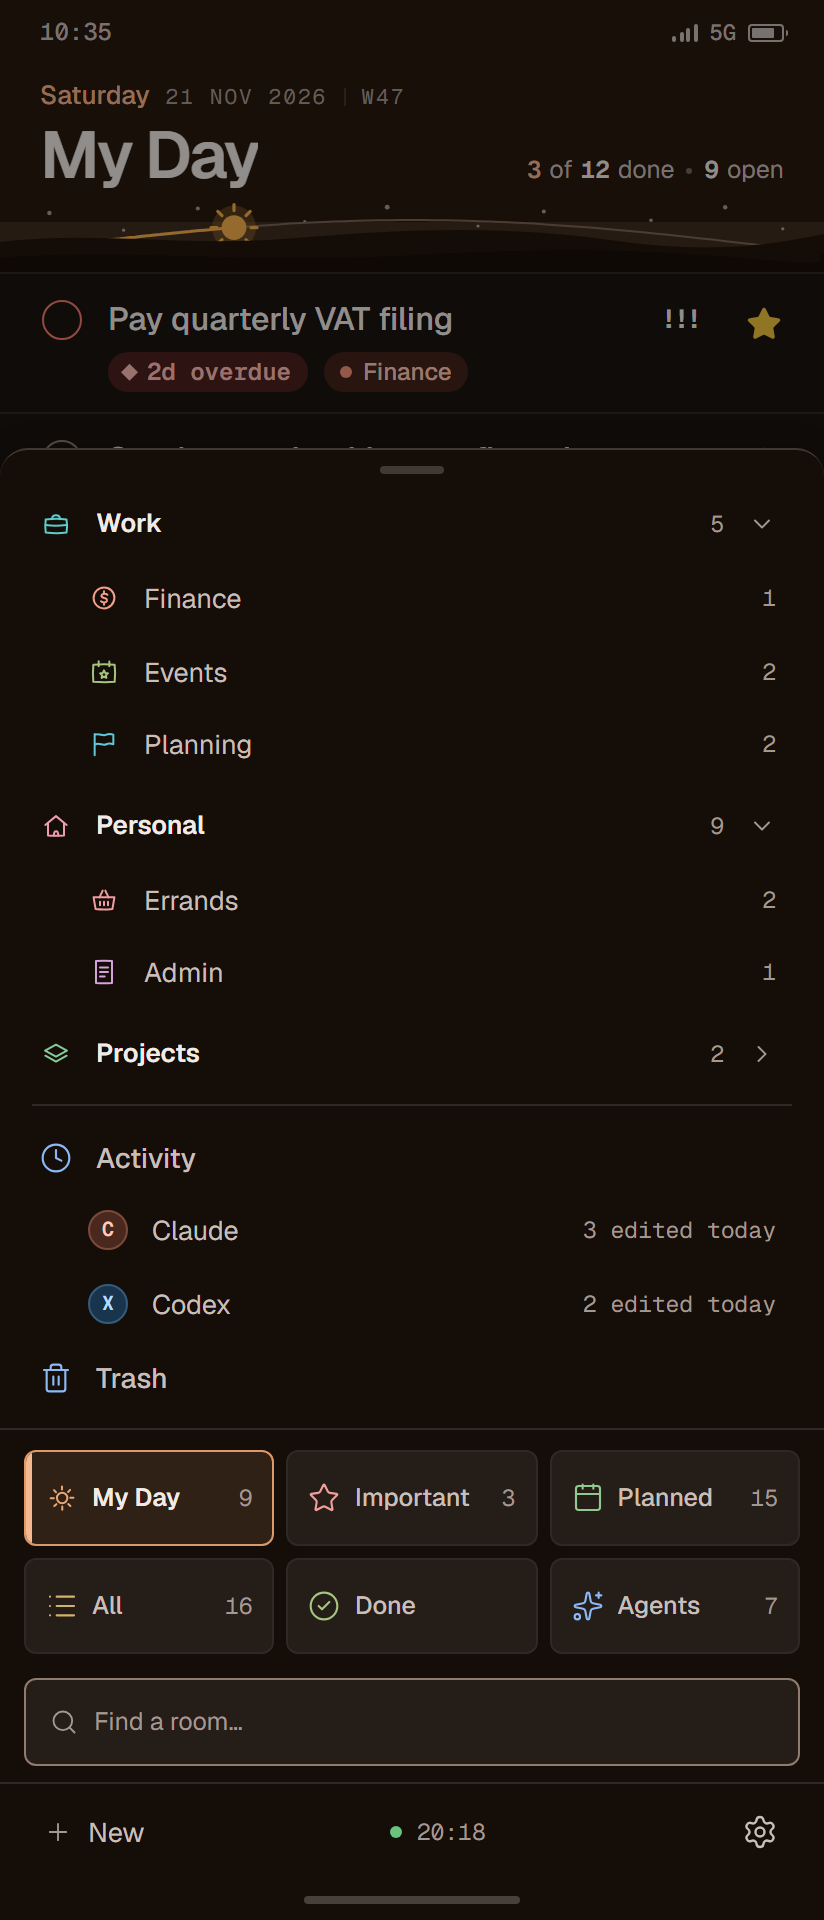 10:35 5G
Saturday 21 NOV 2026 W47
My Day
3 of 12 done • 9 open
Pay quarterly VAT filing !!!
2d overdue Finance
Work 5
Finance 1
Events 2
Planning 2
Personal 9
Errands 2
Admin 1
Projects 2
Activity
C Claude 3 edited today
X Codex 2 edited today
Trash
My Day 9 Important 3 Planned 15
All 16 Done Agents 7
Find a room…
New 20:18